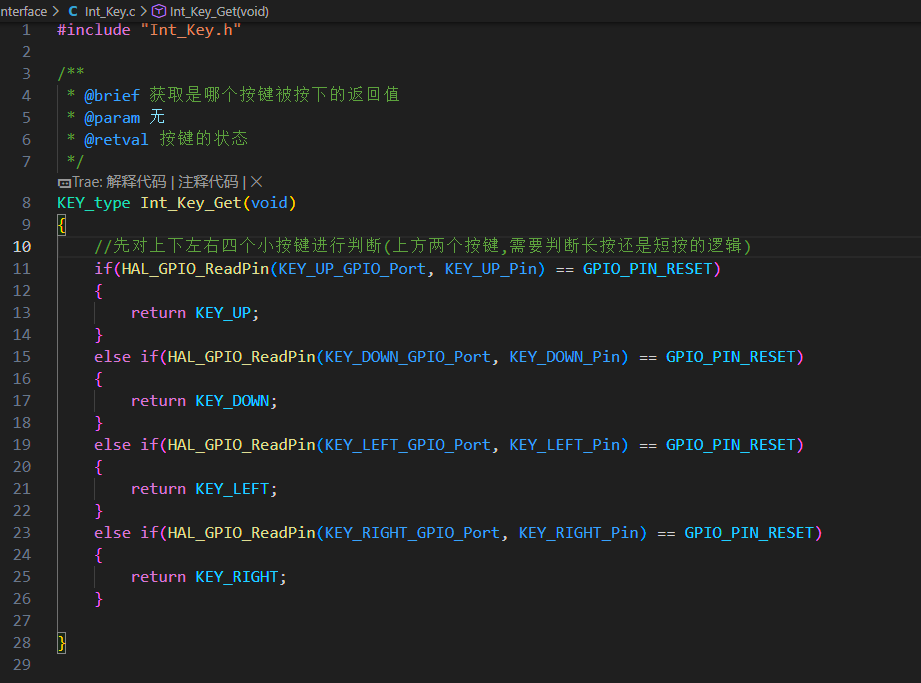 nterface > C Int_Key.c > Int_Key_Get(void)
1 #include "Int_Key.h"
2
3 /**
4 * @brief 获取是哪个按键被按下的返回值
5 * @param 无
6 * @retval 按键的状态
7 */
Trae: 解释代码 | 注释代码 | ×
8 KEY_type Int_Key_Get(void)
9 {
10 //先对上下左右四个小按键进行判断(上方两个按键,需要判断长按还是短按的逻辑)
11 if(HAL_GPIO_ReadPin(KEY_UP_GPIO_Port, KEY_UP_Pin) == GPIO_PIN_RESET)
12 {
13 return KEY_UP;
14 }
15 else if(HAL_GPIO_ReadPin(KEY_DOWN_GPIO_Port, KEY_DOWN_Pin) == GPIO_PIN_RESET)
16 {
17 return KEY_DOWN;
18 }
19 else if(HAL_GPIO_ReadPin(KEY_LEFT_GPIO_Port, KEY_LEFT_Pin) == GPIO_PIN_RESET)
20 {
21 return KEY_LEFT;
22 }
23 else if(HAL_GPIO_ReadPin(KEY_RIGHT_GPIO_Port, KEY_RIGHT_Pin) == GPIO_PIN_RESET)
24 {
25 return KEY_RIGHT;
26 }
27
28 }
29